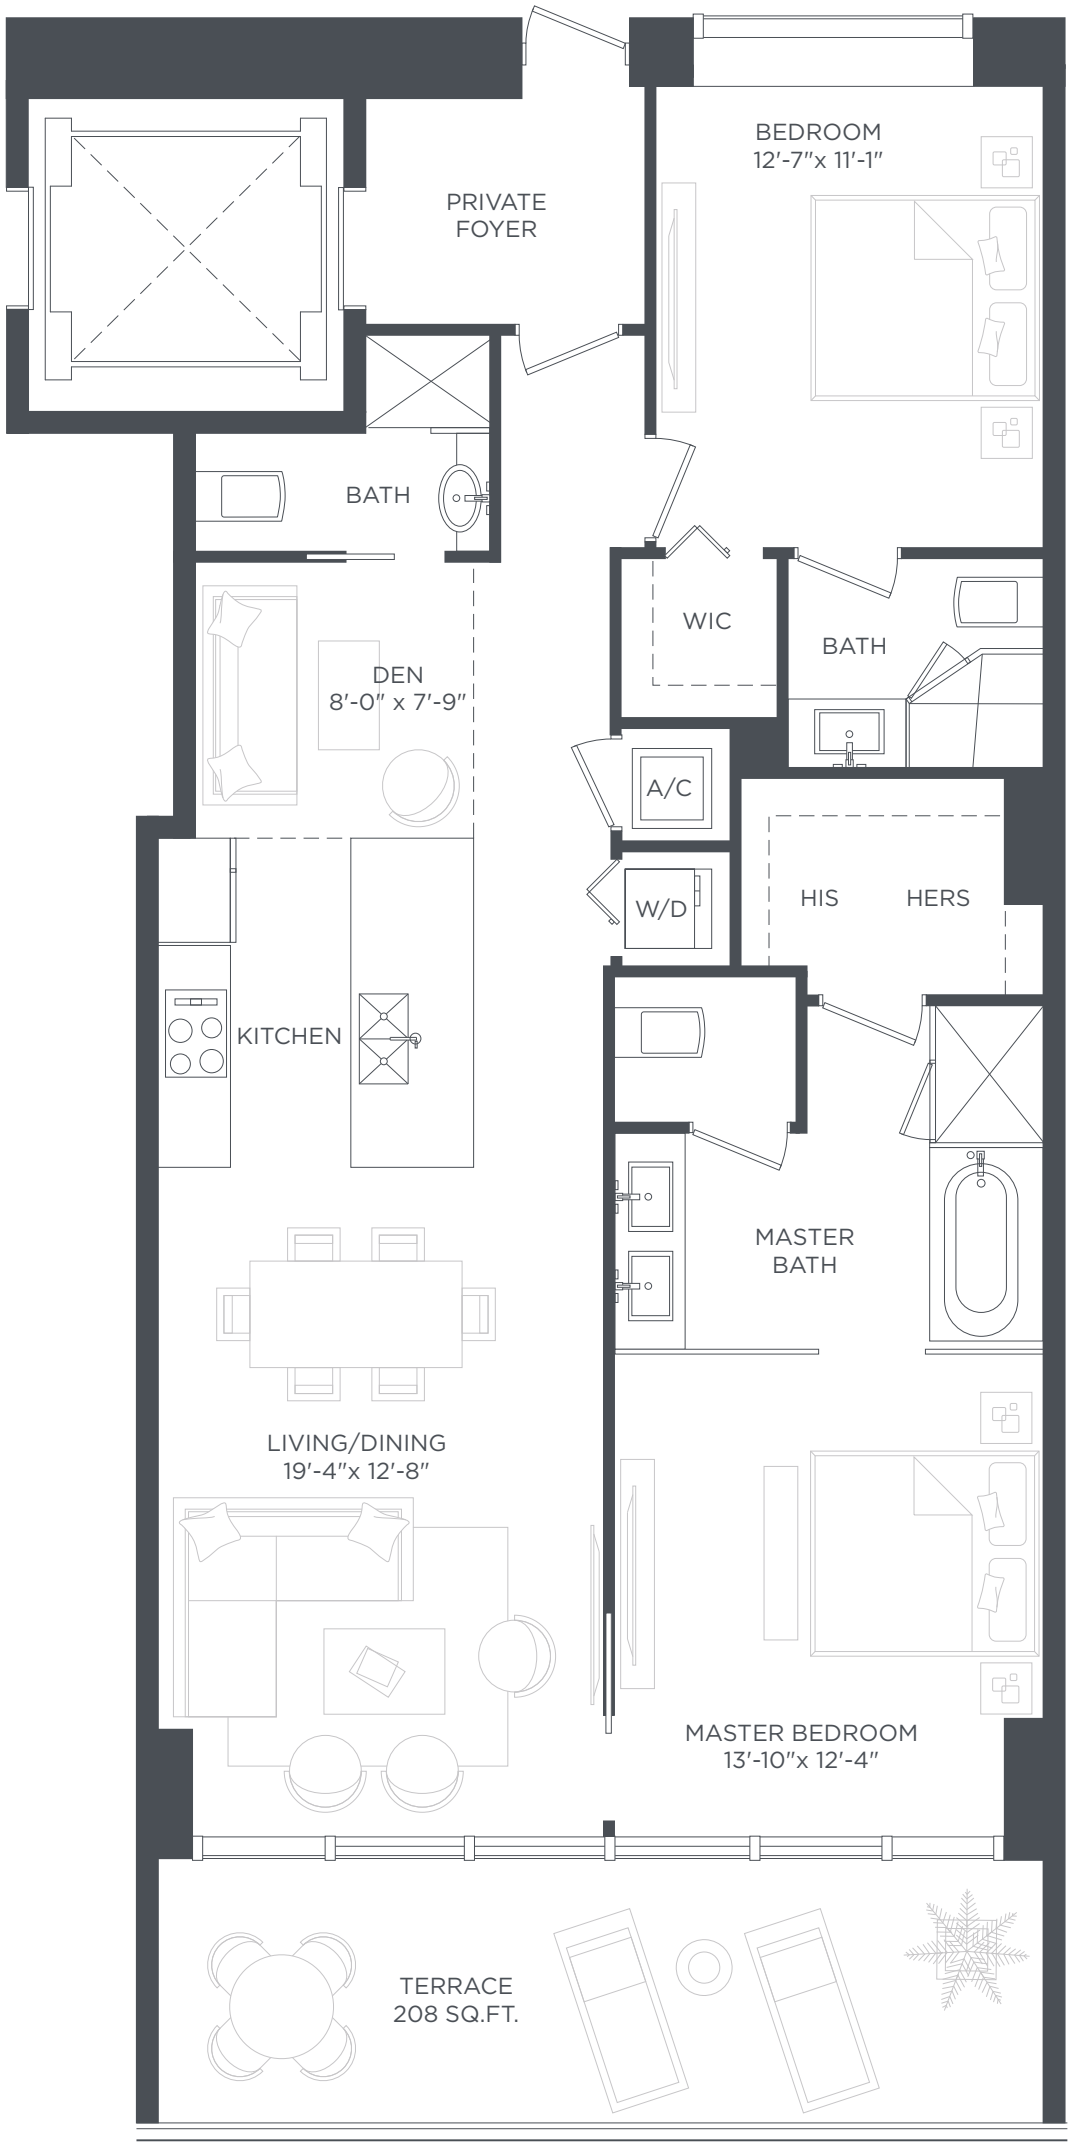 BEDROOM
12'-7"x 11'-1"
PRIVATE
FOYER
BATH
WIC
BATH
DEN
8'-0" x 7'-9"
A/C
W/D
HIS
HERS
KITCHEN
MASTER
BATH
LIVING/DINING
19'-4"x 12'-8"
MASTER BEDROOM
13'-10"x 12'-4"
TERRACE
208 SQ.FT.